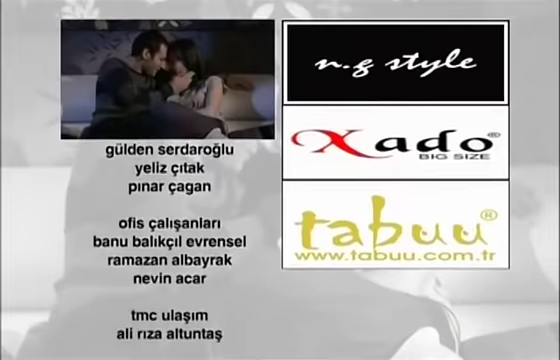 gülden serdaroğlu
yeliz çıtak
pınar çagan
ofis çalışanları
banu balıkçıl evrensel
ramazan albayrak
nevin acar
tmc ulaşım
ali rıza altuntaş
n.g style
Xado®
BIG SIZE
tabuu®
www.tabuu.com.tr